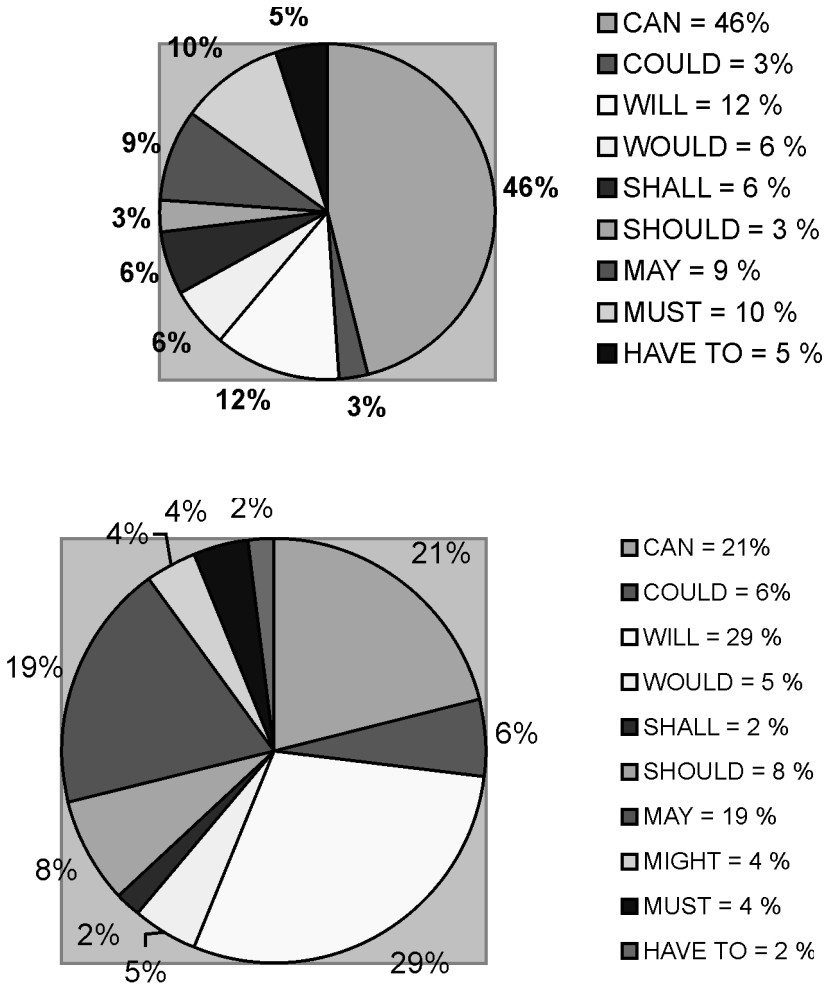 5%
10%
9%
3%
6%
6%
12%
3%
46%
CAN = 46%
COULD = 3%
WILL = 12 %
WOULD = 6 %
SHALL = 6 %
SHOULD = 3 %
MAY = 9 %
MUST = 10 %
HAVE TO = 5 %
4%
4%
2%
21%
19%
6%
8%
2%
5%
29%
CAN = 21%
COULD = 6%
WILL = 29 %
WOULD = 5 %
SHALL = 2 %
SHOULD = 8 %
MAY = 19 %
MIGHT = 4 %
MUST = 4 %
HAVE TO = 2 %